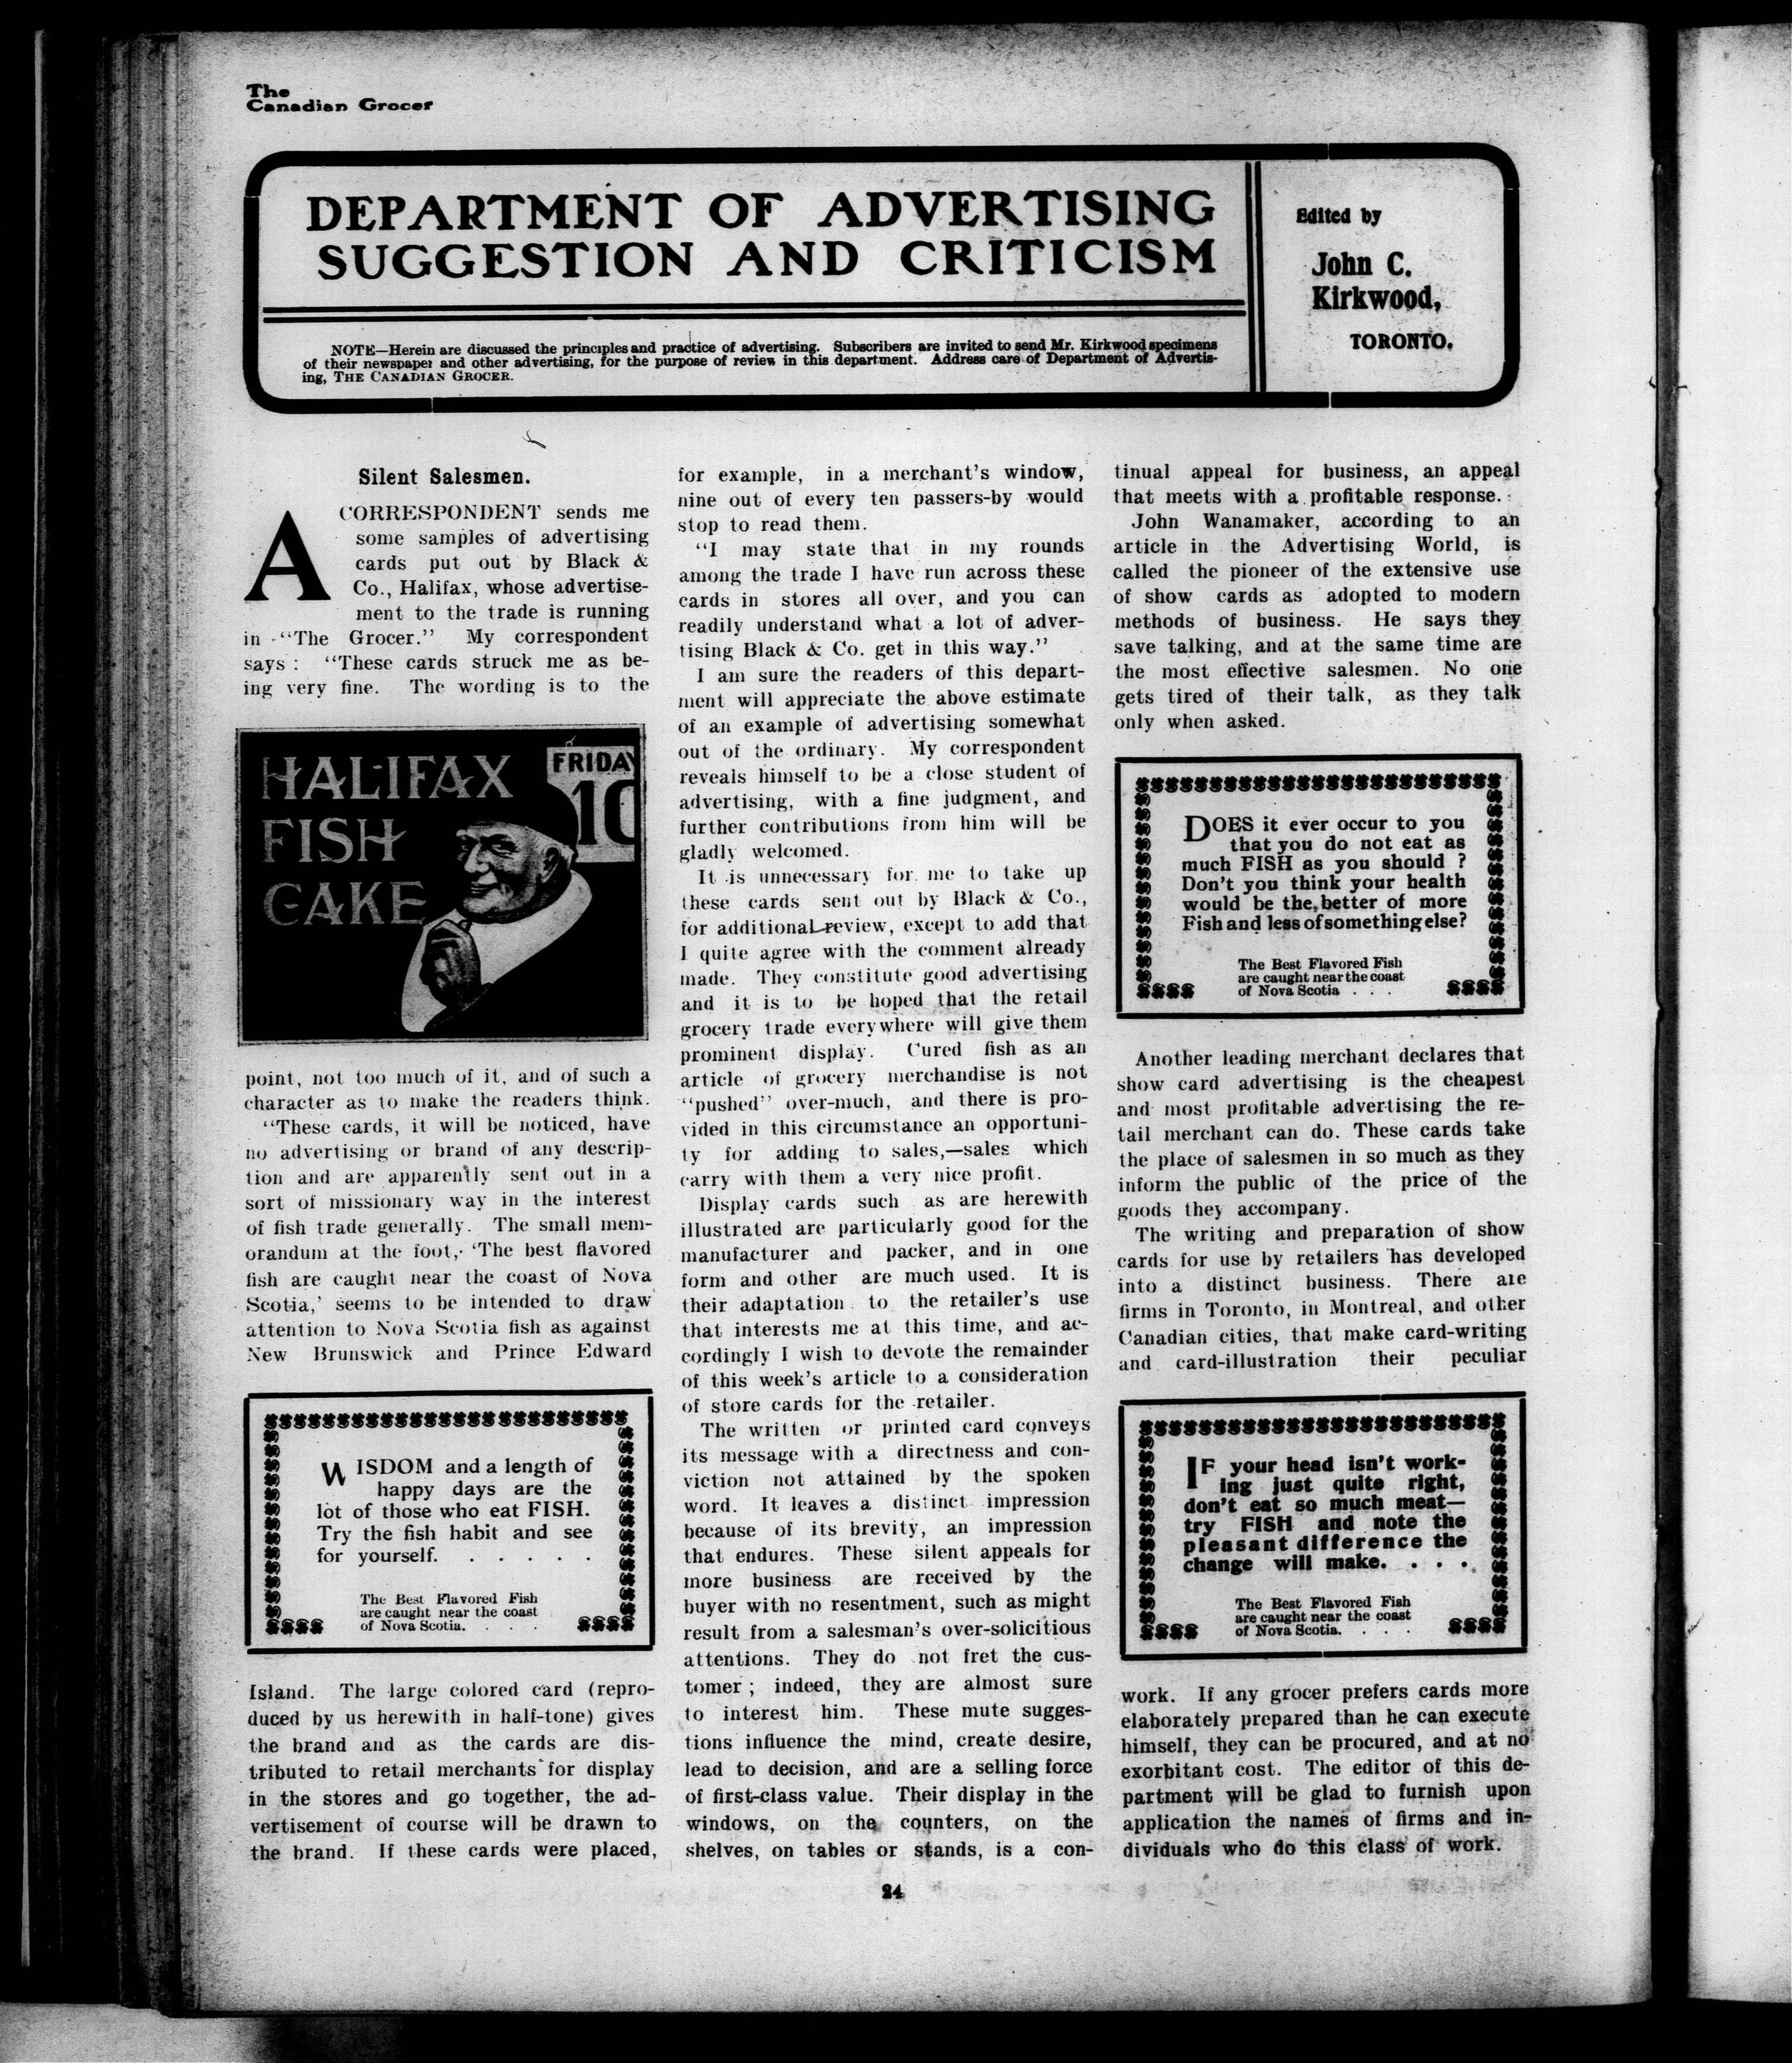 The
Canadian Grocer
DEPARTMENT OF ADVERTISING
SUGGESTION AND CRITICISM
NOTE—Herein are discussed the principles and practice of advertising. Subscribers are invited to send Mr. Kirkwood specimens
of their newspaper and other advertising, for the purpose of review in this department. Address care of Department of Advertis-
ing, THE CANADIAN GROCER.
Edited by
John C.
Kirkwood,
TORONTO.
Silent Salesmen.
A CORRESPONDENT sends me
some samples of advertising
cards put out by Black &
Co., Halifax, whose advertise-
ment to the trade is running
in "The Grocer." My correspondent
says : "These cards struck me as be-
ing very fine. The wording is to the
HALIFAX
FISH
CAKE
FRIDAY
10
point, not too much of it, and of such a
character as to make the readers think.
"These cards, it will be noticed, have
no advertising or brand of any descrip-
tion and are apparently sent out in a
sort of missionary way in the interest
of fish trade generally. The small mem-
orandum at the foot, 'The best flavored
fish are caught near the coast of Nova
Scotia,' seems to be intended to draw
attention to Nova Scotia fish as against
New Brunswick and Prince Edward
WISDOM and a length of
happy days are the
lot of those who eat FISH.
Try the fish habit and see
for yourself. . . . . .
The Best Flavored Fish
are caught near the coast
of Nova Scotia. . . .
Island. The large colored card (repro-
duced by us herewith in half-tone) gives
the brand and as the cards are dis-
tributed to retail merchants for display
in the stores and go together, the ad-
vertisement of course will be drawn to
the brand. If these cards were placed,
for example, in a merchant's window,
nine out of every ten passers-by would
stop to read them.
"I may state that in my rounds
among the trade I have run across these
cards in stores all over, and you can
readily understand what a lot of adver-
tising Black & Co. get in this way."
I am sure the readers of this depart-
ment will appreciate the above estimate
of an example of advertising somewhat
out of the ordinary. My correspondent
reveals himself to be a close student of
advertising, with a fine judgment, and
further contributions from him will be
gladly welcomed.
It is unnecessary for me to take up
these cards sent out by Black & Co.,
for additional review, except to add that
I quite agree with the comment already
made. They constitute good advertising
and it is to be hoped that the retail
grocery trade everywhere will give them
prominent display. Cured fish as an
article of grocery merchandise is not
"pushed" over-much, and there is pro-
vided in this circumstance an opportuni-
ty for adding to sales,—sales which
carry with them a very nice profit.
Display cards such as are herewith
illustrated are particularly good for the
manufacturer and packer, and in one
form and other are much used. It is
their adaptation to the retailer's use
that interests me at this time, and ac-
cordingly I wish to devote the remainder
of this week's article to a consideration
of store cards for the retailer.
The written or printed card conveys
its message with a directness and con-
viction not attained by the spoken
word. It leaves a distinct impression
because of its brevity, an impression
that endures. These silent appeals for
more business are received by the
buyer with no resentment, such as might
result from a salesman's over-solicitious
attentions. They do not fret the cus-
tomer ; indeed, they are almost sure
to interest him. These mute sugges-
tions influence the mind, create desire,
lead to decision, and are a selling force
of first-class value. Their display in the
windows, on the counters, on the
shelves, on tables or stands, is a con-
tinual appeal for business, an appeal
that meets with a profitable response.
John Wanamaker, according to an
article in the Advertising World, is
called the pioneer of the extensive use
of show cards as adopted to modern
methods of business. He says they
save talking, and at the same time are
the most effective salesmen. No one
gets tired of their talk, as they talk
only when asked.
DOES it ever occur to you
that you do not eat as
much FISH as you should ?
Don't you think your health
would be the better of more
Fish and less of something else?
The Best Flavored Fish
are caught near the coast
of Nova Scotia . . .
Another leading merchant declares that
show card advertising is the cheapest
and most profitable advertising the re-
tail merchant can do. These cards take
the place of salesmen in so much as they
inform the public of the price of the
goods they accompany.
The writing and preparation of show
cards for use by retailers has developed
into a distinct business. There are
firms in Toronto, in Montreal, and other
Canadian cities, that make card-writing
and card-illustration their peculiar
IF your head isn't work-
ing just quite right,
don't eat so much meat—
try FISH and note the
pleasant difference the
change will make. . . .
The Best Flavored Fish
are caught near the coast
of Nova Scotia. . . .
work. If any grocer prefers cards more
elaborately prepared than he can execute
himself, they can be procured, and at no
exorbitant cost. The editor of this de-
partment will be glad to furnish upon
application the names of firms and in-
dividuals who do this class of work.
24